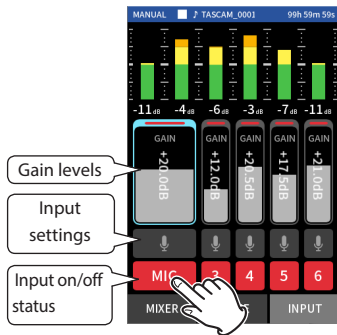 MANUAL ♪ TASCAM_0001 99h 59m 59s
-11dB -4dB -6dB -3dB -7dB -11dB
GAIN GAIN GAIN GAIN GAIN
+20.0dB +12.0dB +20.5dB +17.5dB +21.0dB
Gain levels
Input
settings
Input on/off
status
MIC 3 4 5 6
MIXER INPUT